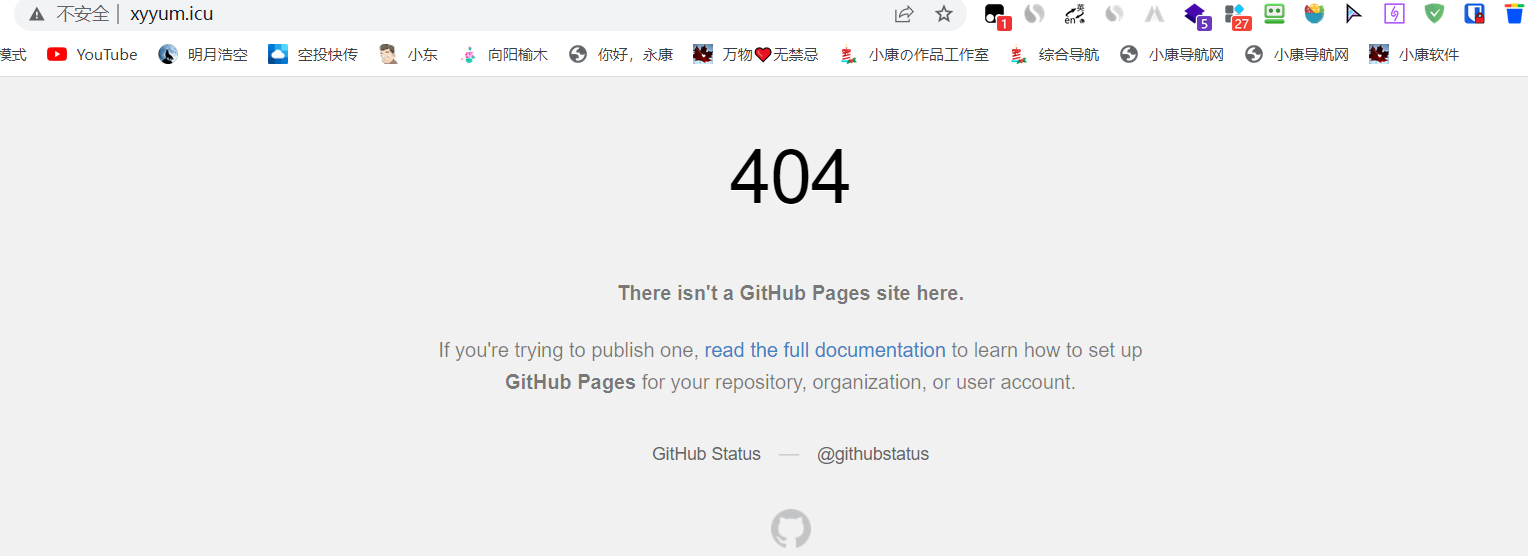 不安全 | xyyum.icu
1 en英 5 27
模式 YouTube 明月浩空 空投快传 小东 向阳榆木 你好，永康 万物❤无禁忌 小康の作品工作室 综合导航 小康导航网 小康导航网 小康软件
404
There isn't a GitHub Pages site here.
If you're trying to publish one, read the full documentation to learn how to set up
GitHub Pages for your repository, organization, or user account.
GitHub Status — @githubstatus